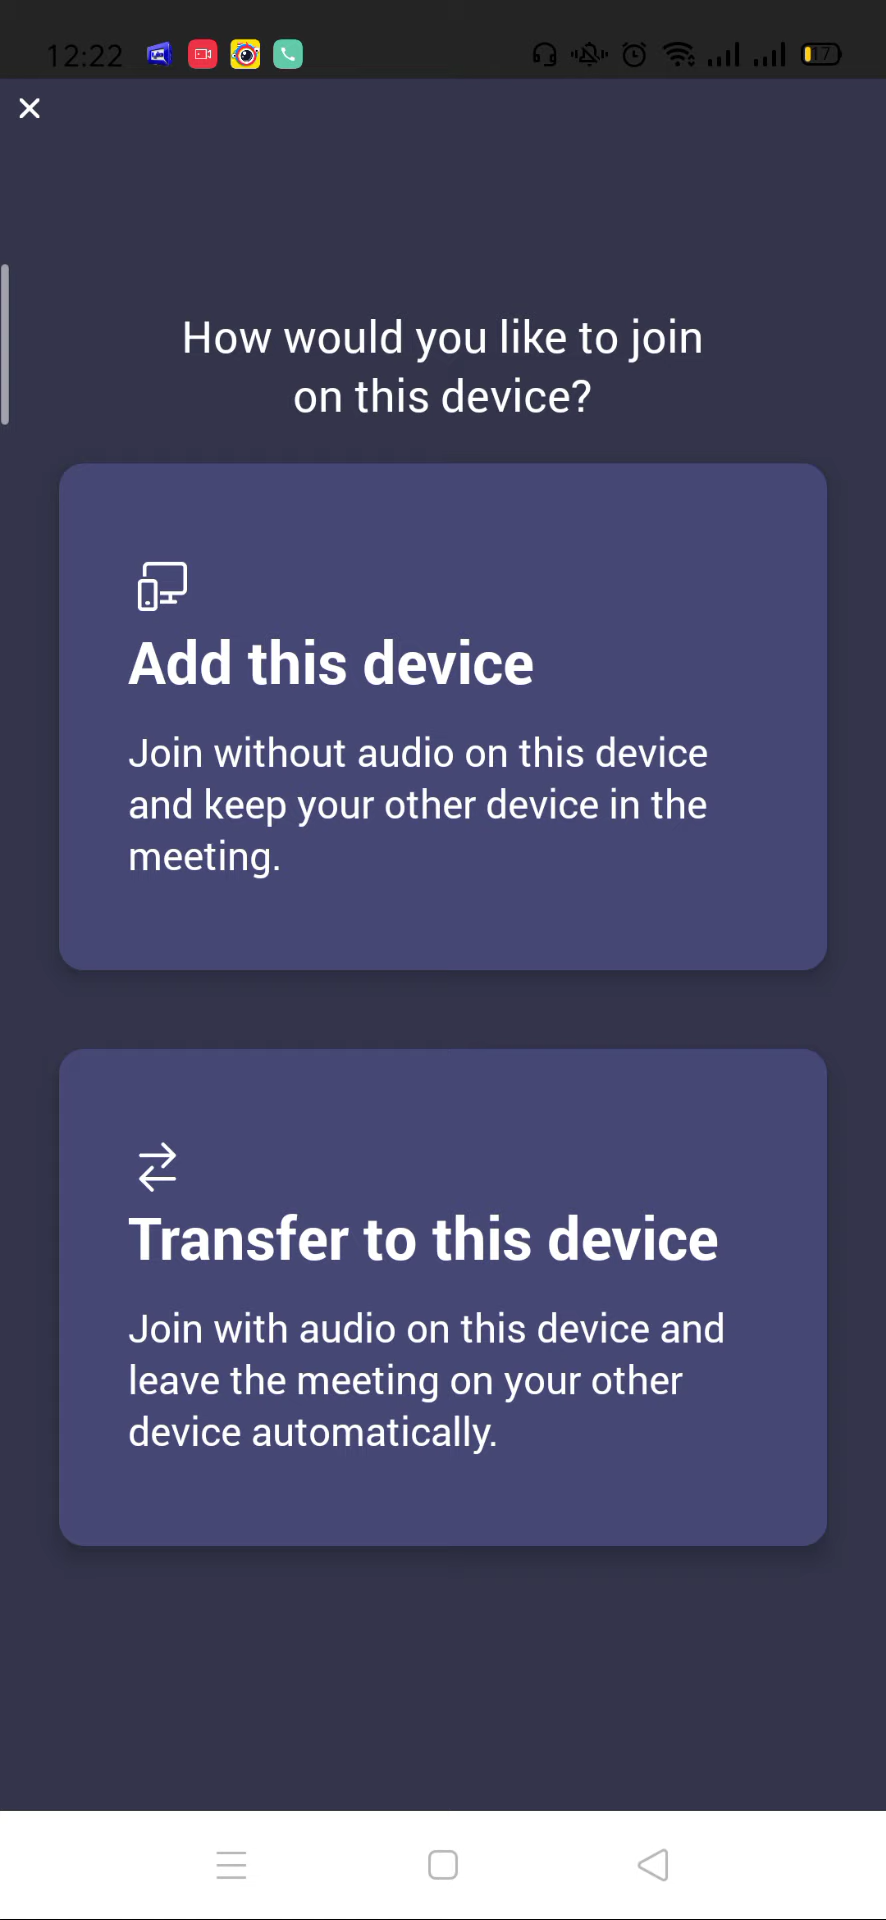 12:22
17
How would you like to join
on this device?
Add this device
Join without audio on this device
and keep your other device in the
meeting.
Transfer to this device
Join with audio on this device and
leave the meeting on your other
device automatically.